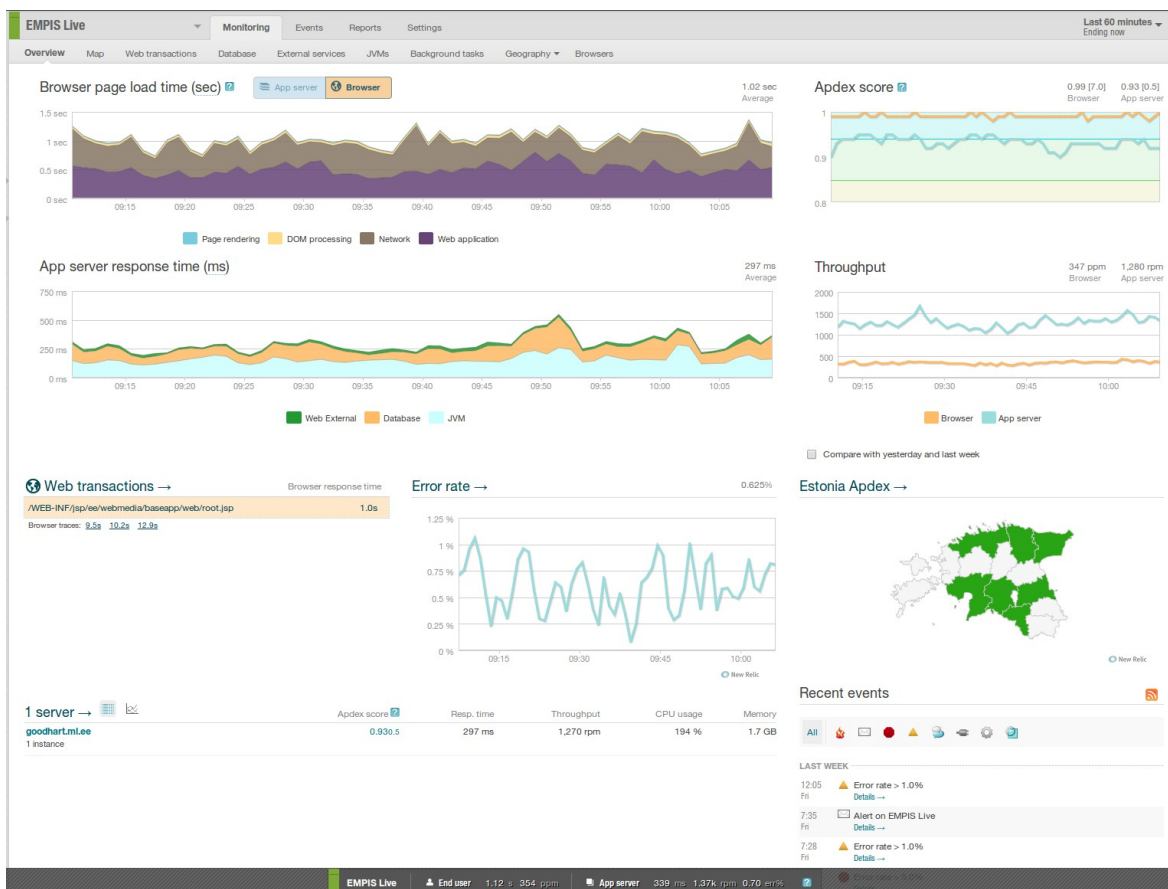 EMPIS Live
Monitoring Events Reports Settings
Last 60 minutes
Ending now
Overview Map Web transactions Database External services JVMs Background tasks Geography Browsers
Browser page load time (sec) ?
App server Browser
1.02 sec
Average
1.5 sec
1 sec
0.5 sec
0 sec
09:15 09:20 09:25 09:30 09:35 09:40 09:45 09:50 09:55 10:00 10:05
Page rendering DOM processing Network Web application
Apdex score ?
0.99 [7.0] 0.93 [0.5]
Browser App server
1
0.9
0.8
App server response time (ms)
297 ms
Average
750 ms
500 ms
250 ms
0 ms
09:15 09:20 09:25 09:30 09:35 09:40 09:45 09:50 09:55 10:00 10:05
Web External Database JVM
Throughput
347 ppm 1,280 rpm
Browser App server
2000
1500
1000
500
0
09:15 09:30 09:45 10:00
Browser App server
Compare with yesterday and last week
Web transactions →
Browser response time
/WEB-INF/jsp/ee/webmedia/baseapp/web/root.jsp 1.0s
Browser traces: 9.5s 10.2s 12.9s
Error rate →
0.625%
1.25 %
1 %
0.75 %
0.5 %
0.25 %
0 %
09:15 09:30 09:45 10:00
New Relic
Estonia Apdex →
New Relic
1 server →
Apdex score ? Resp. time Throughput CPU usage Memory
goodhart.ml.ee 0.930.5 297 ms 1,270 rpm 194 % 1.7 GB
1 instance
Recent events
All
LAST WEEK
12:05 Error rate > 1.0%
Fri Details →
7:35 Alert on EMPIS Live
Fri Details →
7:28 Error rate > 1.0%
Fri Details →
Error rate > 5.0%
EMPIS Live End user 1.12 s 354 ppm App server 339 ms 1.37k rpm 0.70 err% ?